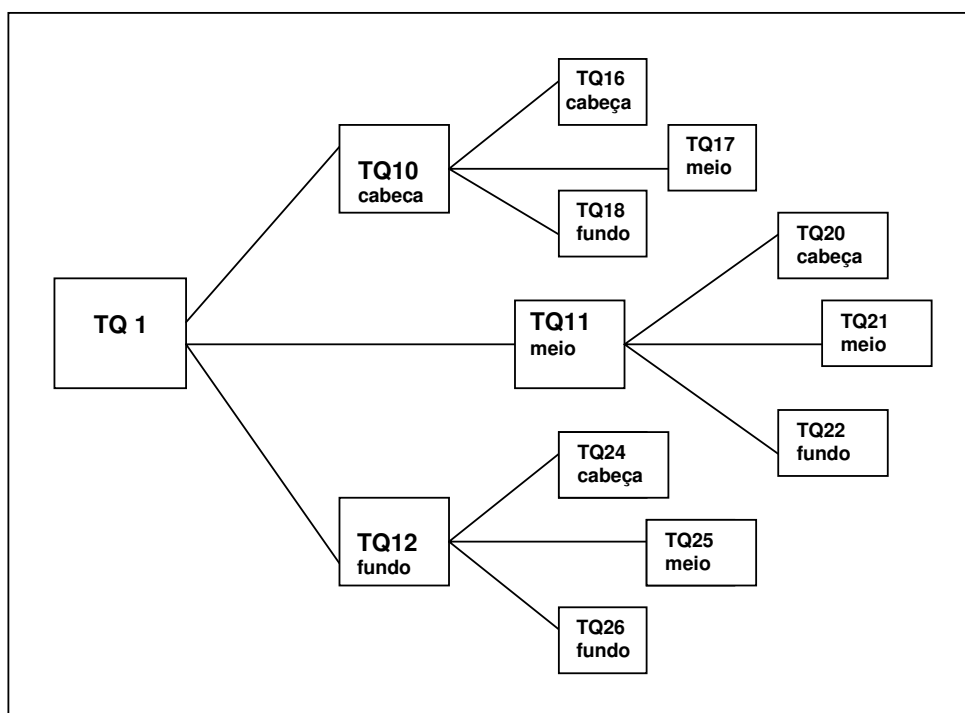 TQ16
cabeça
TQ17
meio
TQ10
cabeca
TQ18
fundo
TQ20
cabeça
TQ 1
TQ11
meio
TQ21
meio
TQ22
fundo
TQ24
cabeça
TQ12
fundo
TQ25
meio
TQ26
fundo